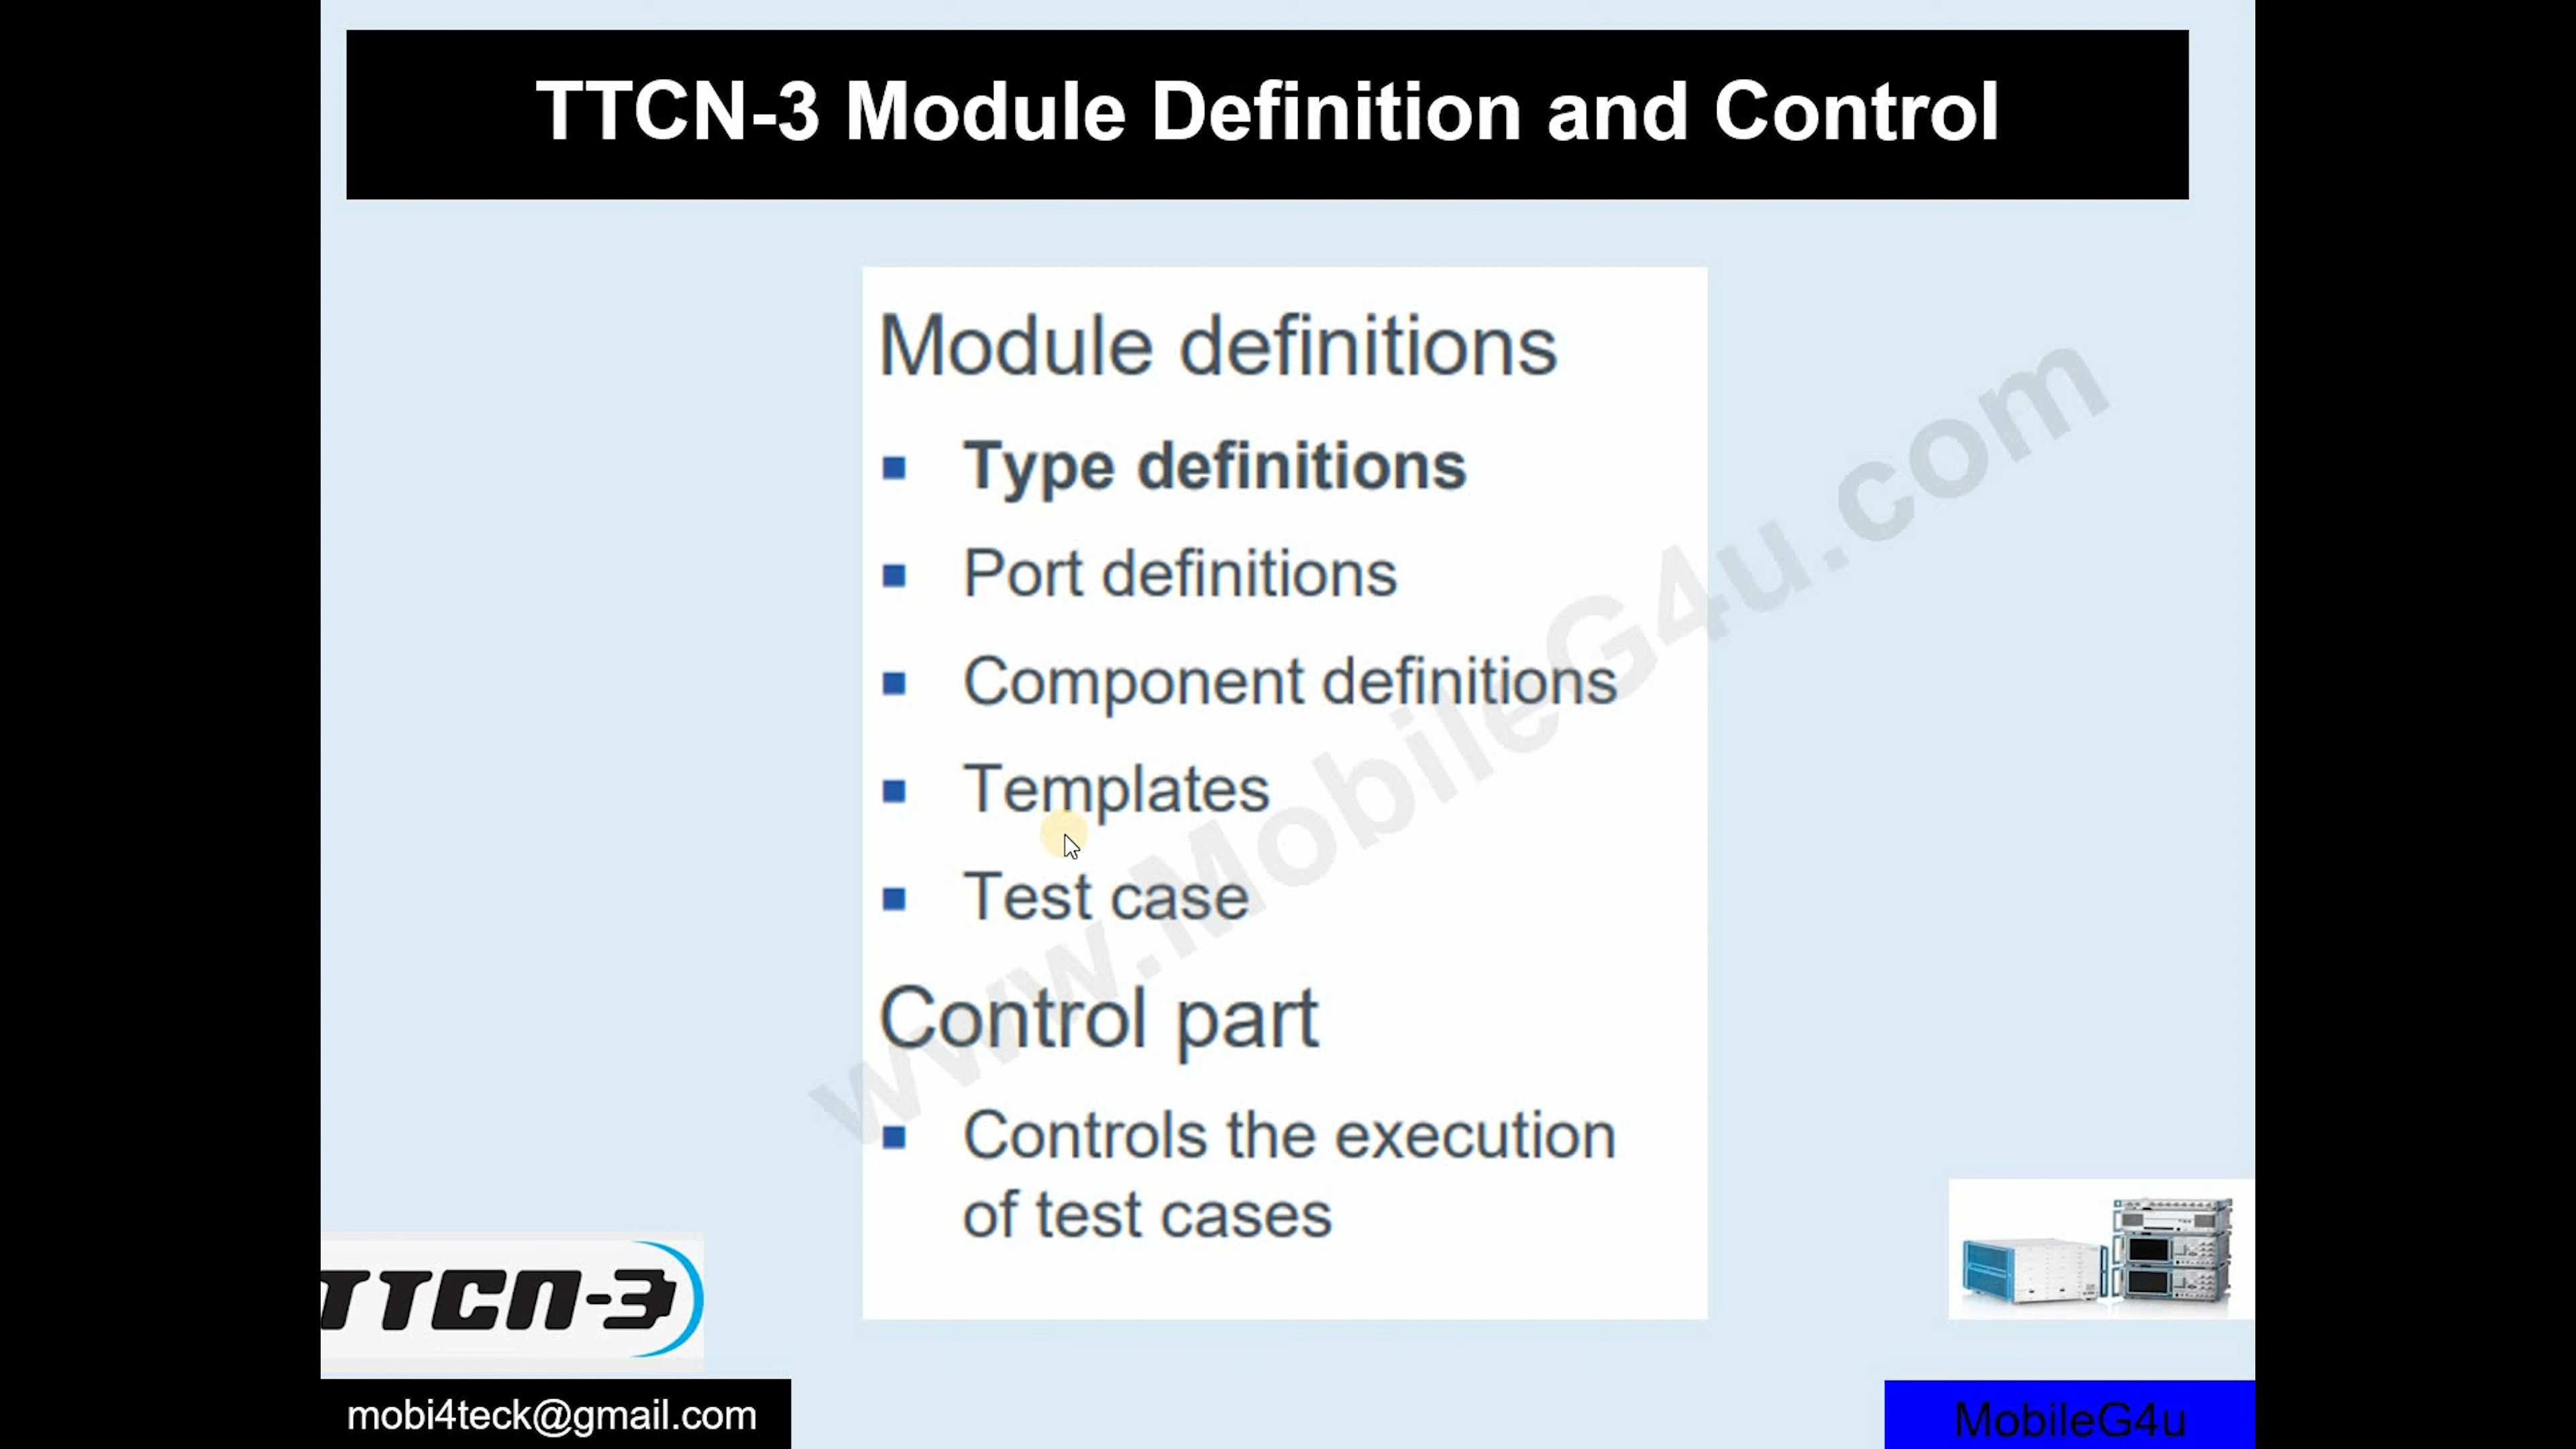 TTCN-3 Module Definition and Control
Module definitions
Type definitions
Port definitions
Component definitions
Templates
Test case
Control part
Controls the execution
of test cases
www.MobileG4u.com
TTCN-3
mobi4teck@gmail.com
MobileG4u